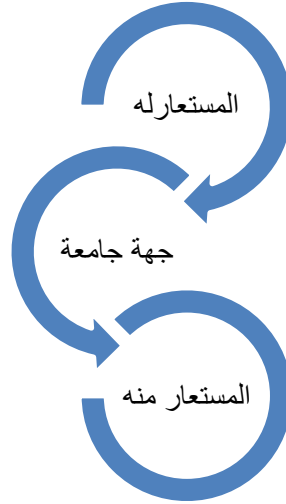 المستعارله
جهة جامعة
المستعار منه